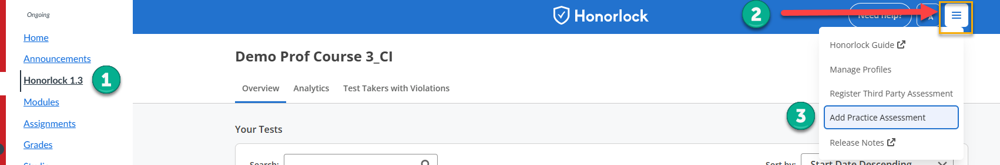 Ongoing
Home
Announcements
Honorlock 1.3
1
Modules
Assignments
Grades
Honorlock
2
Need help?
A
Honorlock Guide
Manage Profiles
Register Third Party Assessment
3
Add Practice Assessment
Release Notes
Demo Prof Course 3_CI
Overview
Analytics
Test Takers with Violations
Your Tests
Search:
Sort by:
Start Date Descending